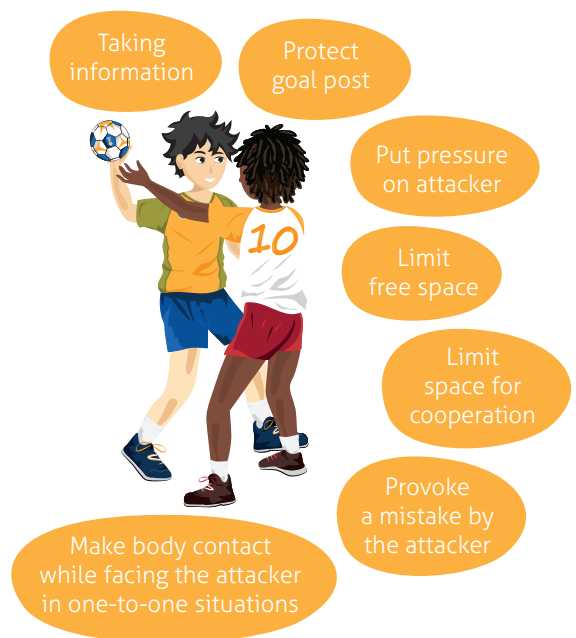 Taking
information
Protect
goal post
Put pressure
on attacker
10
Limit
free space
Limit
space for
cooperation
Provoke
a mistake by
the attacker
Make body contact
while facing the attacker
in one-to-one situations